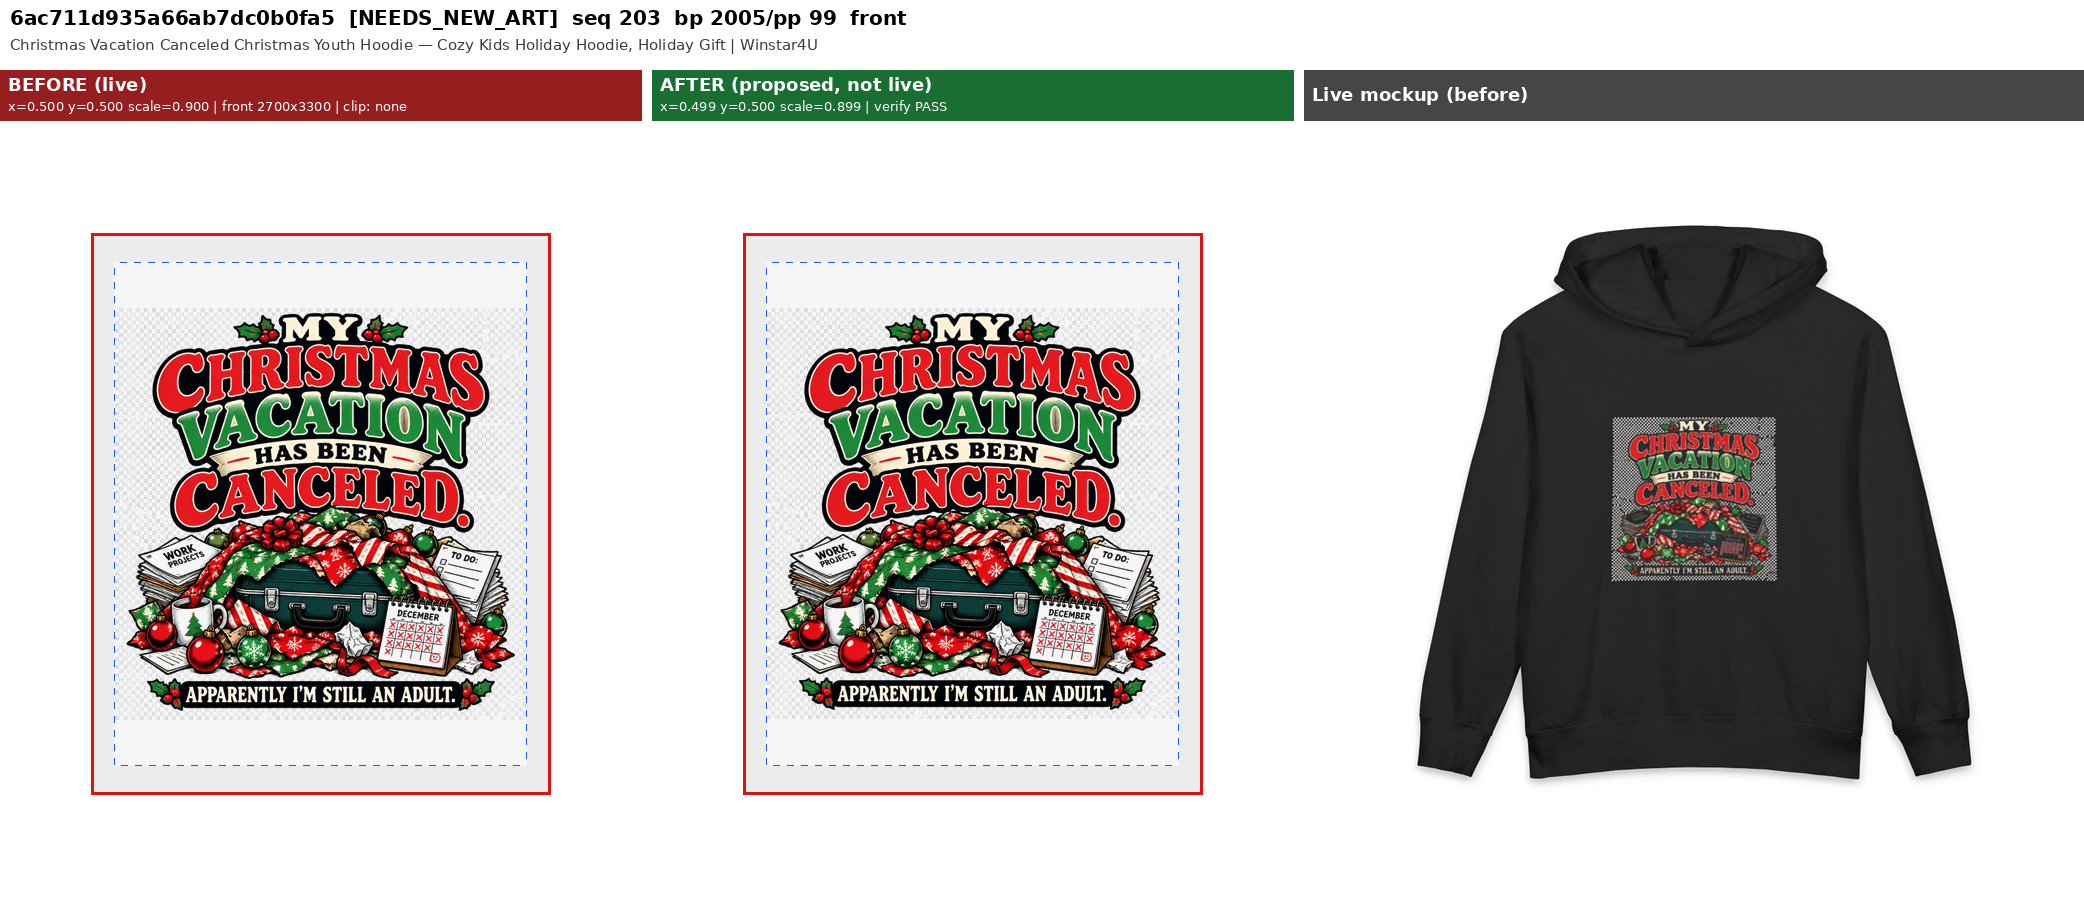 6ac711d935a66ab7dc0b0fa5 [NEEDS_NEW_ART] seq 203 bp 2005/pp 99 front
Christmas Vacation Canceled Christmas Youth Hoodie — Cozy Kids Holiday Hoodie, Holiday Gift | Winstar4U
BEFORE (live)
x=0.500 y=0.500 scale=0.900 | front 2700x3300 | clip: none
AFTER (proposed, not live)
x=0.499 y=0.500 scale=0.899 | verify PASS
Live mockup (before)
MY
CHRISTMAS
VACATION
HAS BEEN
CANCELED.
WORK
PROJECTS
TO DO:
DECEMBER
APPARENTLY I'M STILL AN ADULT.
MY
CHRISTMAS
VACATION
HAS BEEN
CANCELED.
WORK
PROJECTS
TO DO:
DECEMBER
APPARENTLY I'M STILL AN ADULT.
MY
CHRISTMAS
VACATION
HAS BEEN
CANCELED.
APPARENTLY I'M STILL AN ADULT.